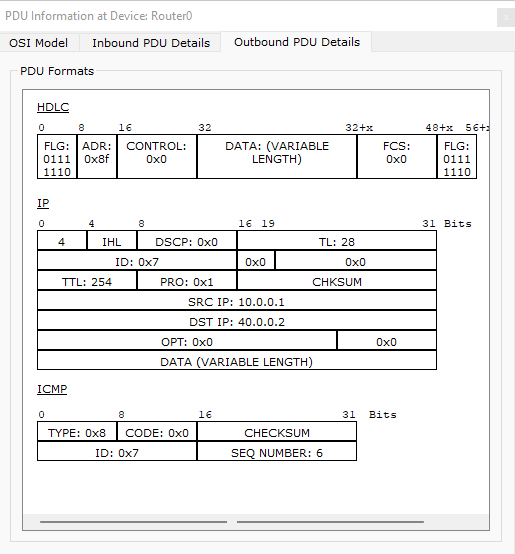 PDU Information at Device: Router0
OSI Model Inbound PDU Details Outbound PDU Details
PDU Formats
HDLC
0 8 16 32 32+x 48+x 56+x
FLG: 0111 1110 ADR: 0x8f CONTROL: 0x0 DATA: (VARIABLE LENGTH) FCS: 0x0 FLG: 0111 1110
IP
0 4 8 16 19 31 Bits
4 IHL DSCP: 0x0 TL: 28
ID: 0x7 0x0 0x0
TTL: 254 PRO: 0x1 CHKSUM
SRC IP: 10.0.0.1
DST IP: 40.0.0.2
OPT: 0x0 0x0
DATA (VARIABLE LENGTH)
ICMP
0 8 16 31 Bits
TYPE: 0x8 CODE: 0x0 CHECKSUM
ID: 0x7 SEQ NUMBER: 6